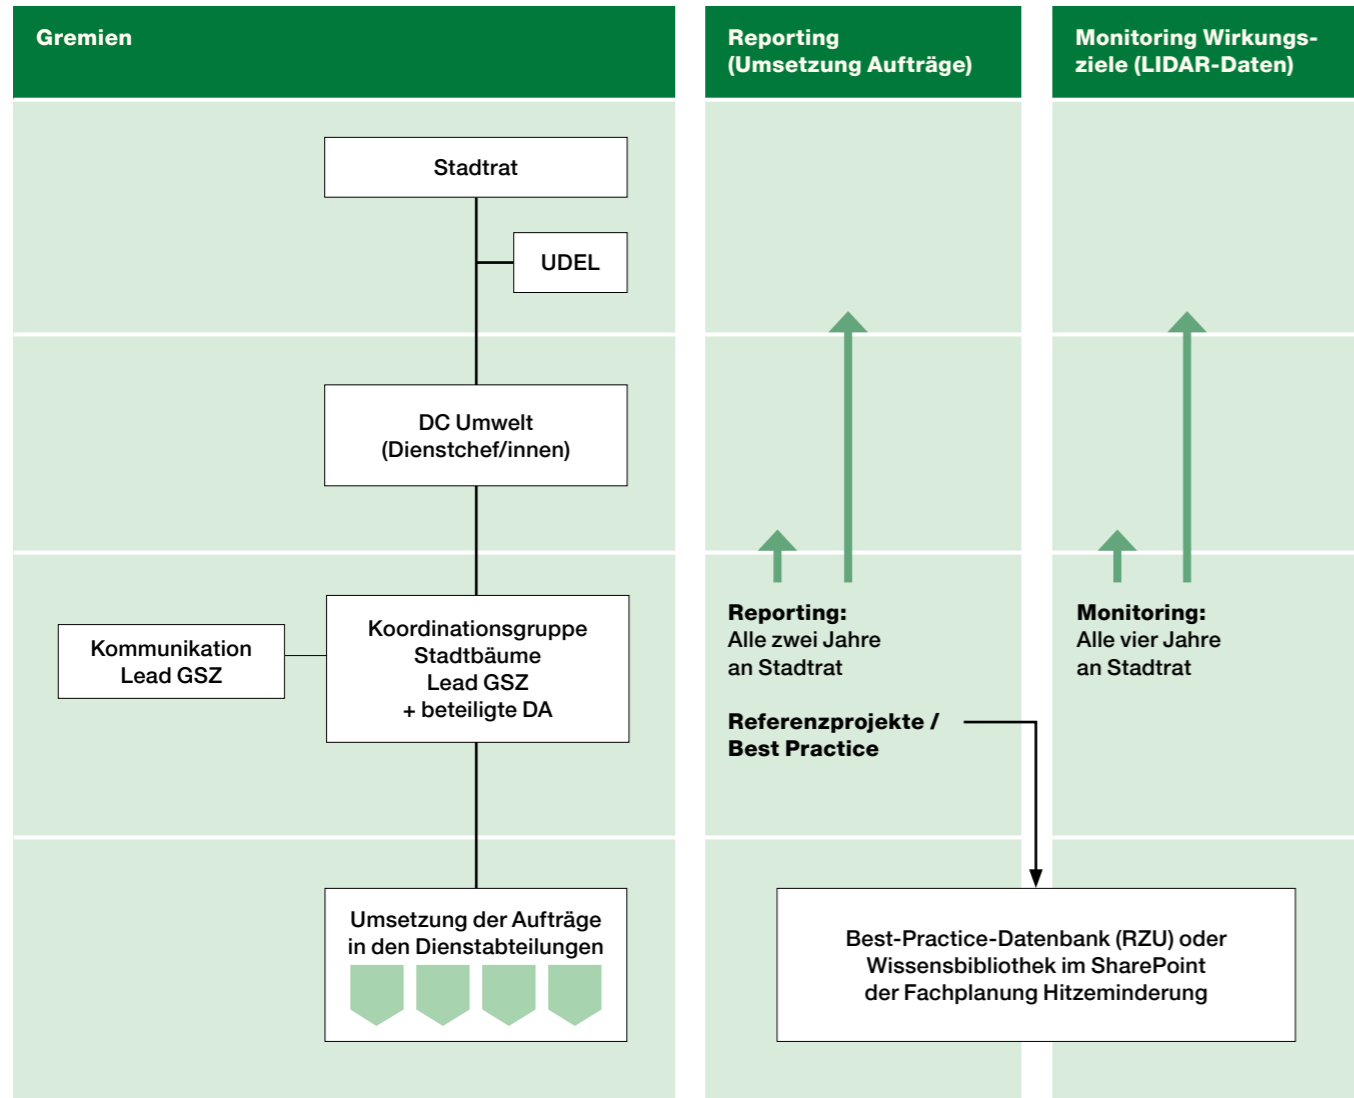 Gremien
Reporting
(Umsetzung Aufträge)
Monitoring Wirkungs-
ziele (LIDAR-Daten)
Stadtrat
UDEL
DC Umwelt
(Dienstchef/innen)
Kommunikation
Lead GSZ
Koordinationsgruppe
Stadtbäume
Lead GSZ
+ beteiligte DA
Reporting:
Alle zwei Jahre
an Stadtrat
Referenzprojekte /
Best Practice
Monitoring:
Alle vier Jahre
an Stadtrat
Umsetzung der Aufträge
in den Dienstabteilungen
Best-Practice-Datenbank (RZU) oder
Wissensbibliothek im SharePoint
der Fachplanung Hitzeminderung